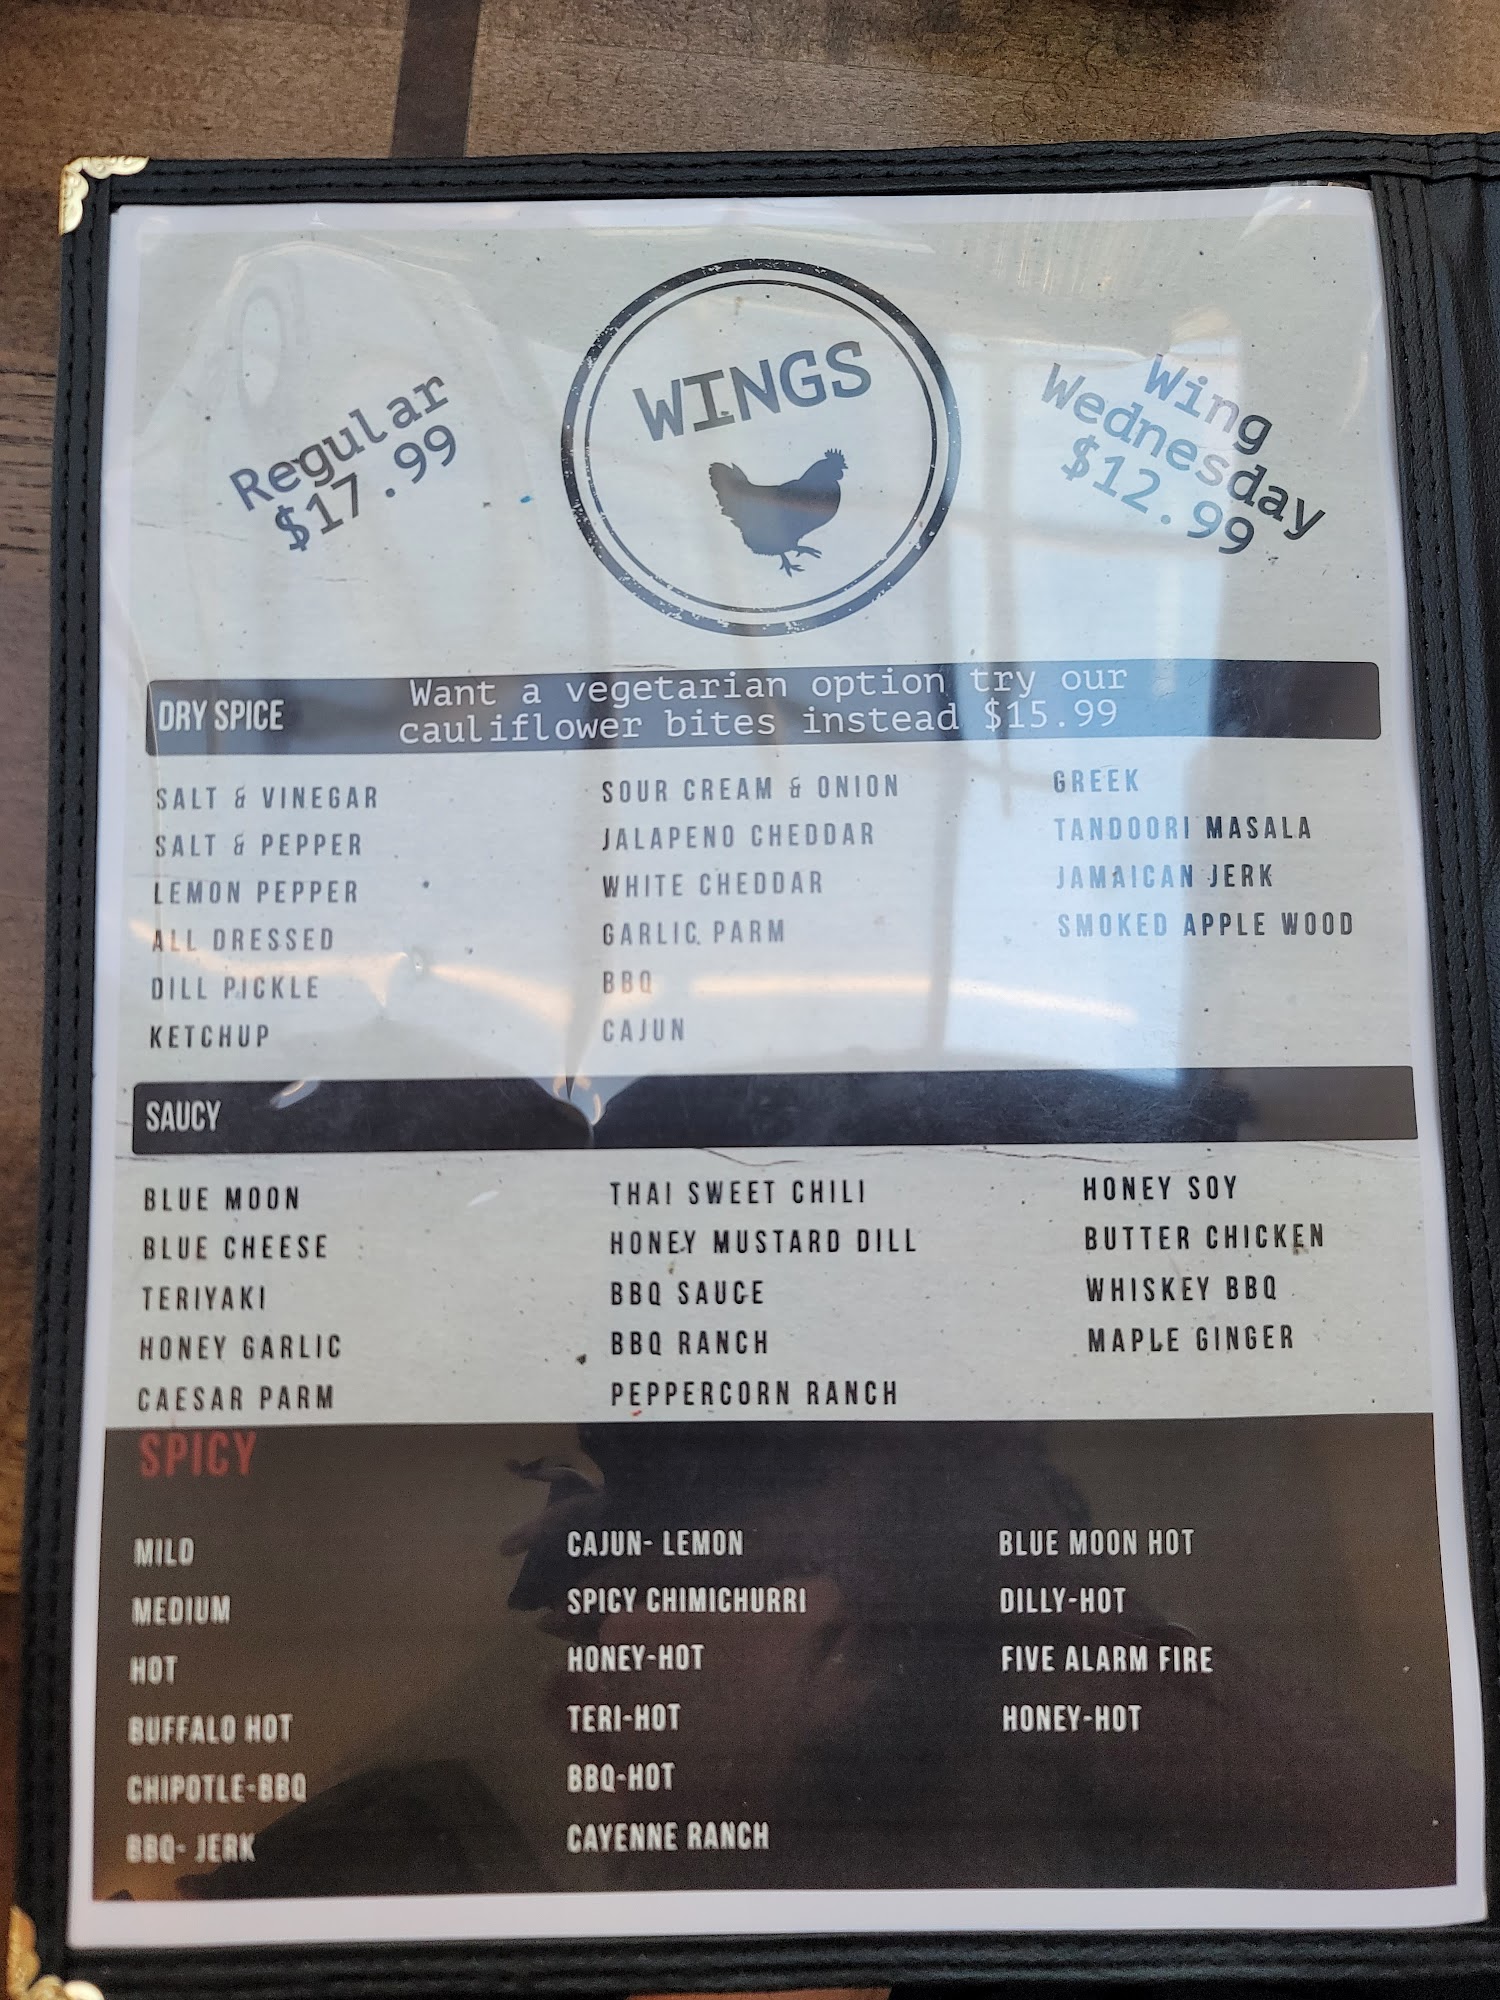 WINGS
Regular
$17.99
Wing
Wednesday
$12.99
DRY SPICE
Want a vegetarian option try our
cauliflower bites instead $15.99
SALT & VINEGAR
SALT & PEPPER
LEMON PEPPER
ALL DRESSED
DILL PICKLE
KETCHUP
SOUR CREAM & ONION
JALAPENO CHEDDAR
WHITE CHEDDAR
GARLIC PARM
BBQ
CAJUN
GREEK
TANDOORI MASALA
JAMAICAN JERK
SMOKED APPLE WOOD
SAUCY
BLUE MOON
BLUE CHEESE
TERIYAKI
HONEY GARLIC
CAESAR PARM
THAI SWEET CHILI
HONEY MUSTARD DILL
BBQ SAUCE
BBQ RANCH
PEPPERCORN RANCH
HONEY SOY
BUTTER CHICKEN
WHISKEY BBQ
MAPLE GINGER
SPICY
MILD
MEDIUM
HOT
BUFFALO HOT
CHIPOTLE-BBQ
BBQ- JERK
CAJUN- LEMON
SPICY CHIMICHURRI
HONEY-HOT
TERI-HOT
BBQ-HOT
CAYENNE RANCH
BLUE MOON HOT
DILLY-HOT
FIVE ALARM FIRE
HONEY-HOT